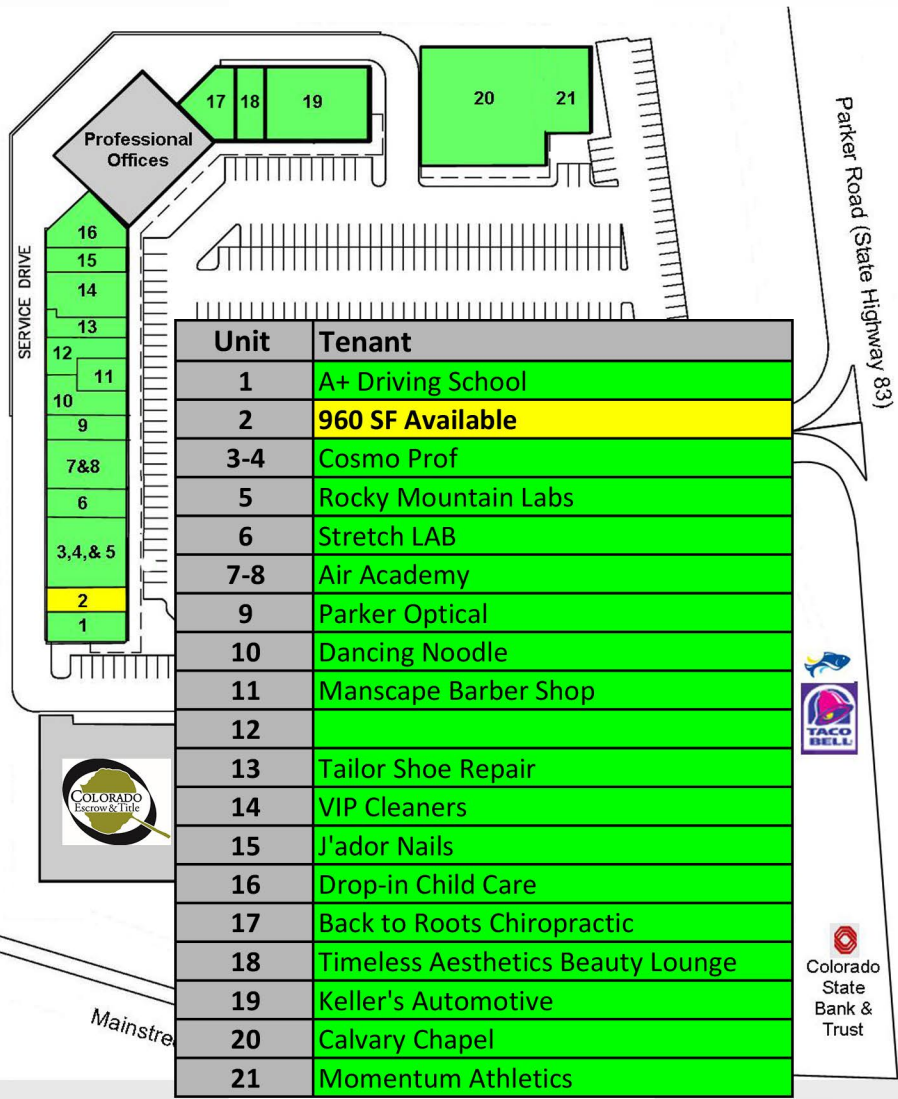 17
18
19
20
21
Professional
Offices
Parker Road (State Highway 83)
SERVICE DRIVE
16
15
14
13
12
11
10
9
7&8
6
3,4,& 5
2
1
Unit Tenant
1 A+ Driving School
2 960 SF Available
3-4 Cosmo Prof
5 Rocky Mountain Labs
6 Stretch LAB
7-8 Air Academy
9 Parker Optical
10 Dancing Noodle
11 Manscape Barber Shop
12
13 Tailor Shoe Repair
14 VIP Cleaners
15 J'ador Nails
16 Drop-in Child Care
17 Back to Roots Chiropractic
18 Timeless Aesthetics Beauty Lounge
19 Keller's Automotive
20 Calvary Chapel
21 Momentum Athletics
TACO
BELL
COLORADO
Escrow & Title
Colorado
State
Bank &
Trust
Mainstre